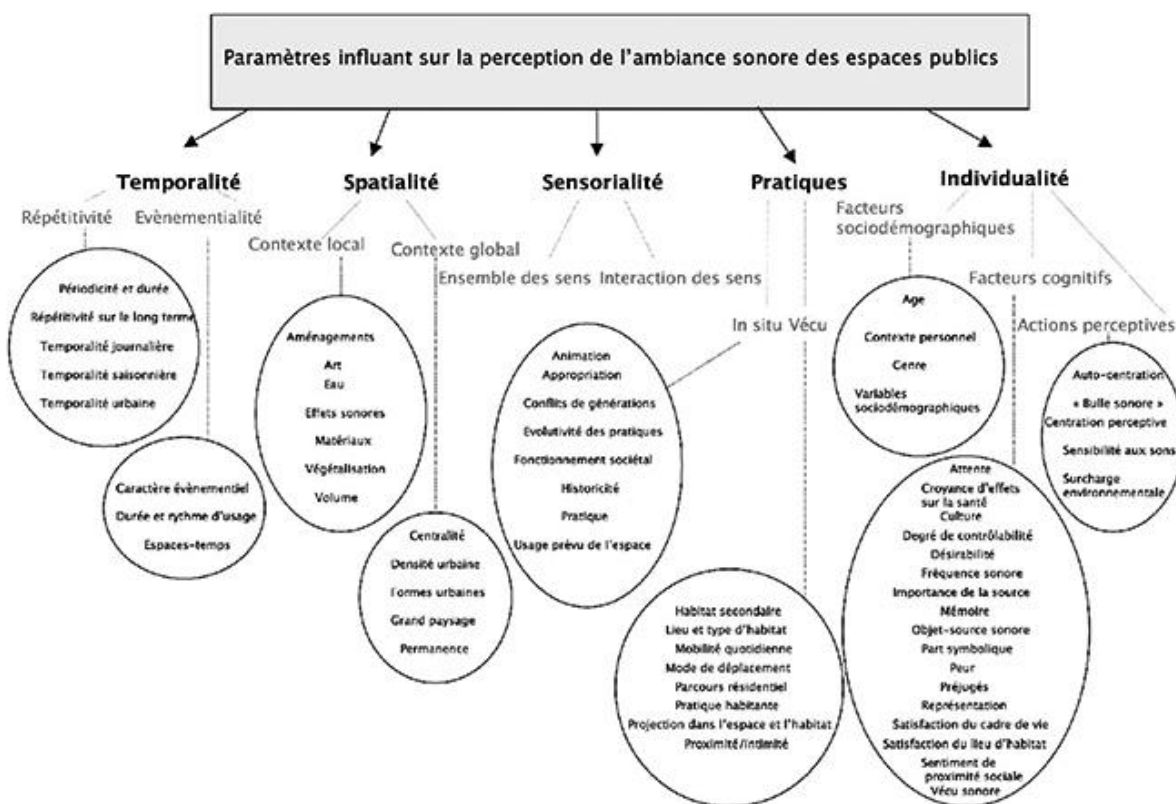 Paramètres influant sur la perception de l'ambiance sonore des espaces publics
Temporalité
Spatialité
Sensorialité
Pratiques
Individualité
Répétitivité
Evènementialité
Contexte local
Contexte global
Ensemble des sens
Interaction des sens
In situ
Vécu
Facteurs
sociodémographiques
Facteurs cognitifs
Actions perceptives
Périodicité et durée
Répétitivité sur le long terme
Temporalité journalière
Temporalité saisonnière
Temporalité urbaine
Caractère évènementiel
Durée et rythme d'usage
Espaces-temps
Aménagements
Art
Eau
Effets sonores
Matériaux
Végétalisation
Volume
Centralité
Densité urbaine
Formes urbaines
Grand paysage
Permanence
Animation
Appropriation
Conflits de générations
Evolutivité des pratiques
Fonctionnement sociétal
Historicité
Pratique
Usage prévu de l'espace
Habitat secondaire
Lieu et type d'habitat
Mobilité quotidienne
Mode de déplacement
Parcours résidentiel
Pratique habitante
Projection dans l'espace et l'habitat
Proximité/intimité
Age
Contexte personnel
Genre
Variables
sociodémographiques
Attente
Croyance d'effets
sur la santé
Culture
Degré de contrôlabilité
Désirabilité
Fréquence sonore
Importance de la source
Mémoire
Objet-source sonore
Part symbolique
Peur
Préjugés
Représentation
Satisfaction du cadre de vie
Satisfaction du lieu d'habitat
Sentiment de
proximité sociale
Vécu sonore
Auto-centration
« Bulle sonore »
Centration perceptive
Sensibilité aux sons
Surcharge
environnementale